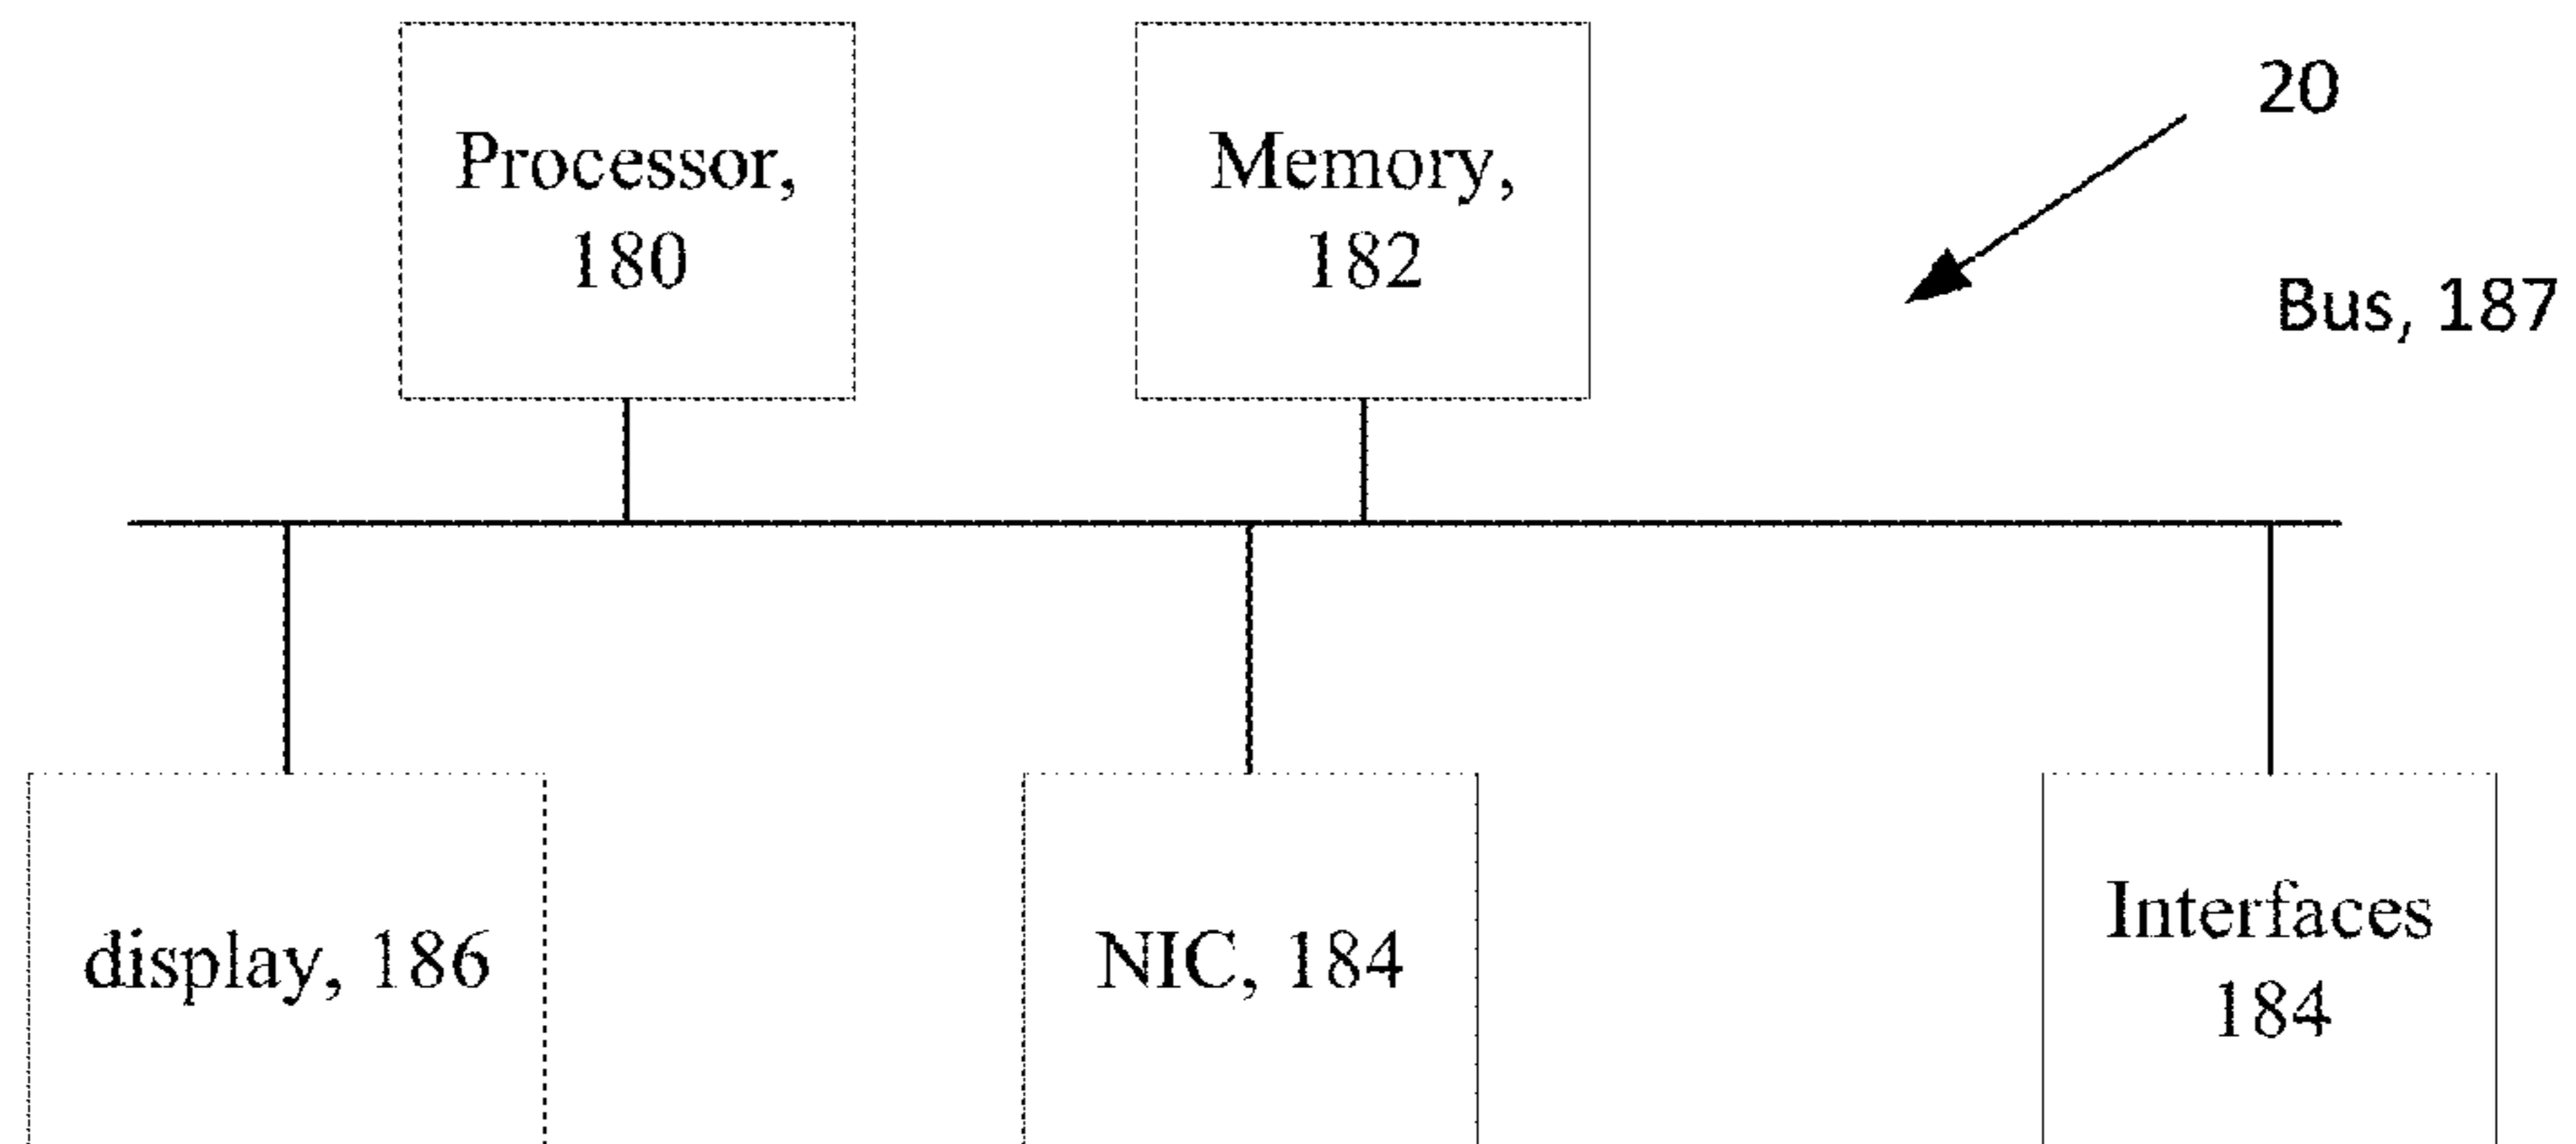 Processor,
180
Memory,
182
20
Bus, 187
display, 186
NIC, 184
Interfaces
184